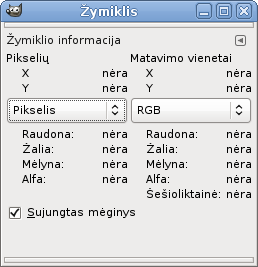 Žymiklis
Žymiklio informacija
Pikselių Matavimo vienetai
X nėra X nėra
Y nėra Y nėra
Pikselis RGB
Raudona: nėra Raudona: nėra
Žalia: nėra Žalia: nėra
Mėlyna: nėra Mėlyna: nėra
Alfa: nėra Alfa: nėra
Šešioliktainė: nėra
Sujungtas mėginys